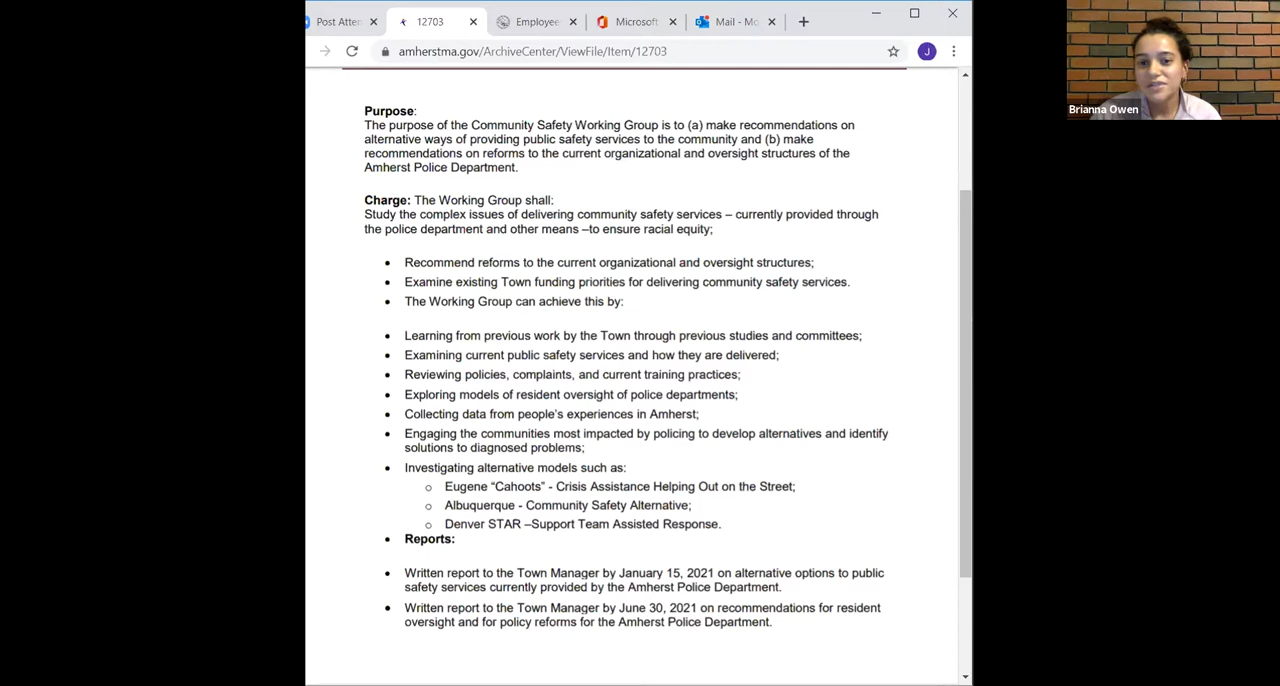 Post Atten
12703
Employee
Microsoft
Mail - Mo
amherstma.gov/ArchiveCenter/ViewFile/Item/12703
J
Brianna Owen
Purpose:
The purpose of the Community Safety Working Group is to (a) make recommendations on
alternative ways of providing public safety services to the community and (b) make
recommendations on reforms to the current organizational and oversight structures of the
Amherst Police Department.
Charge: The Working Group shall:
Study the complex issues of delivering community safety services – currently provided through
the police department and other means –to ensure racial equity;
• Recommend reforms to the current organizational and oversight structures;
• Examine existing Town funding priorities for delivering community safety services.
• The Working Group can achieve this by:
• Learning from previous work by the Town through previous studies and committees;
• Examining current public safety services and how they are delivered;
• Reviewing policies, complaints, and current training practices;
• Exploring models of resident oversight of police departments;
• Collecting data from people's experiences in Amherst;
• Engaging the communities most impacted by policing to develop alternatives and identify
solutions to diagnosed problems;
• Investigating alternative models such as:
o Eugene “Cahoots” - Crisis Assistance Helping Out on the Street;
o Albuquerque - Community Safety Alternative;
o Denver STAR –Support Team Assisted Response.
• Reports:
• Written report to the Town Manager by January 15, 2021 on alternative options to public
safety services currently provided by the Amherst Police Department.
• Written report to the Town Manager by June 30, 2021 on recommendations for resident
oversight and for policy reforms for the Amherst Police Department.